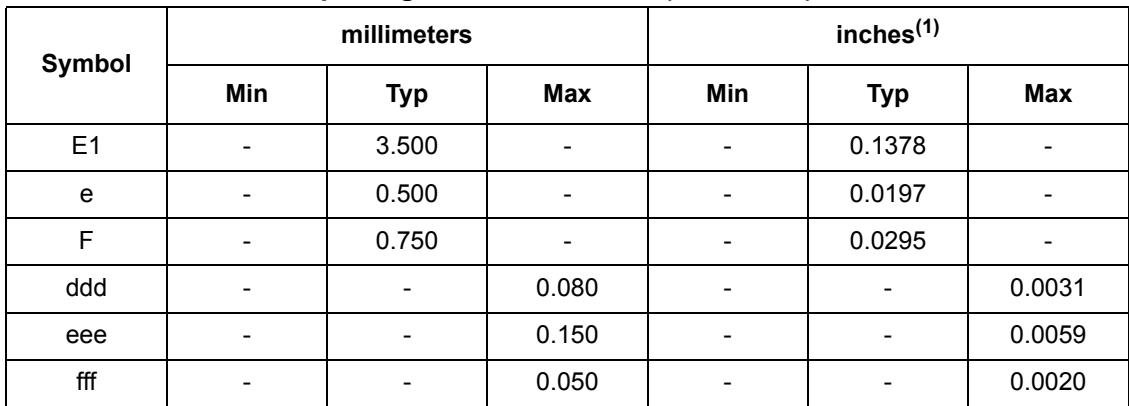 Symbol millimeters inches(1)
Min Typ Max Min Typ Max
E1 - 3.500 - - 0.1378 -
e - 0.500 - - 0.0197 -
F - 0.750 - - 0.0295 -
ddd - - 0.080 - - 0.0031
eee - - 0.150 - - 0.0059
fff - - 0.050 - - 0.0020